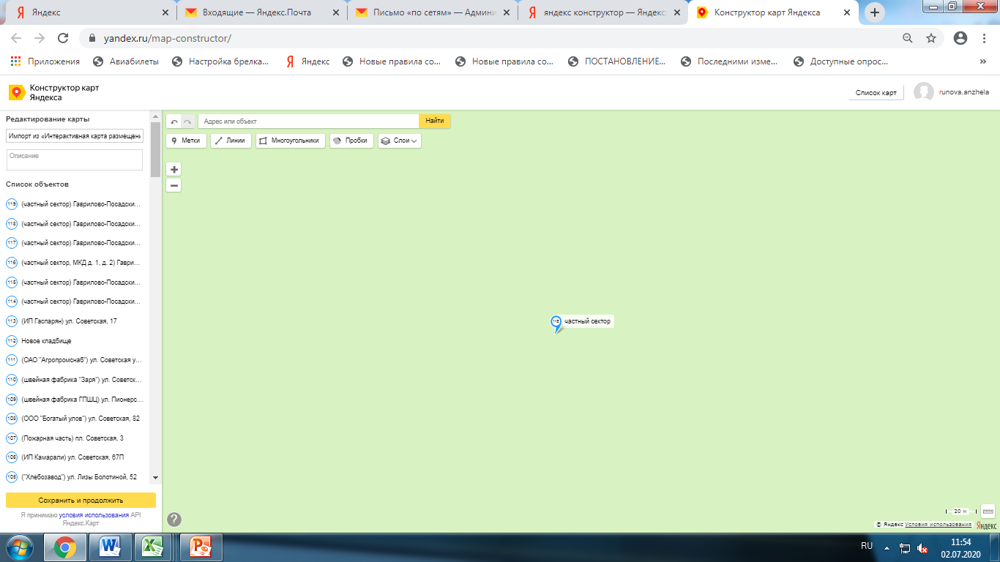 Яндекс
Входящие — Яндекс.Почта
Письмо «по сетям» — Админи
яндекс конструктор — Яндекс:
Конструктор карт Яндекса
yandex.ru/map-constructor/
Приложения
Авиабилеты
Настройка брелка...
Яндекс
Новые правила со...
Новые правила со...
ПОСТАНОВЛЕНИЕ...
Последними изме...
Доступные опрос...
»
Конструктор карт
Яндекса
Список карт
runova.anzhela
Редактирование карты
Импорт из «Интерактивная карта размещени
Описание
Список объектов
119 (частный сектор) Гаврилово-Посадски...
118 (частный сектор) Гаврилово-Посадски...
117 (частный сектор) Гаврилово-Посадски...
116 (частный сектор, МКД д. 1, д. 2) Гаври...
115 (частный сектор) Гаврилово-Посадски...
114 (частный сектор) Гаврилово-Посадски...
113 (ИП Гаспарян) ул. Советская, 17
112 Новое кладбище
111 (ОАО "Агропромснаб") ул. Советская у...
110 (швейная фабрика "Заря") ул. Советск...
109 (швейная фабрика ГПШЦ) ул. Пионерс...
108 (ООО "Богатый улов") ул. Советская, 82
107 (Пожарная часть) пл. Советская, 3
106 (ИП Камарали) ул. Советская, 67П
105 ("Хлебозавод") ул. Лизы Болотиной, 52
Сохранить и продолжить
Я принимаю условия использования API
Яндекс.Карт
Адрес или объект
Найти
Метки
Линии
Многоугольники
Пробки
Слои
частный сектор
20 м
© Яндекс Условия использования
Яндекс
RU
11:54
02.07.2020